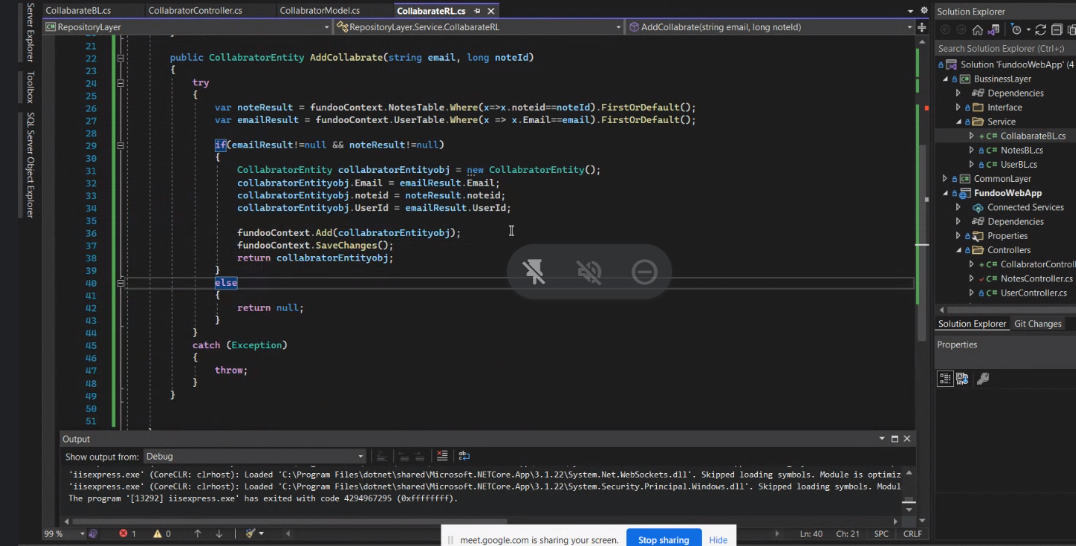 CollabarateBL.cs
CollabratorController.cs
CollabratorModel.cs
CollabarateRL.cs
RepositoryLayer
RepositoryLayer.Service.CollabarateRL
AddCollabrate(string email, long noteId)
Server Explorer
Toolbox
SQL Server Object Explorer
21
22 public CollabratorEntity AddCollabrate(string email, long noteId)
23 {
24 try
25 {
26 var noteResult = fundooContext.NotesTable.Where(x=>x.noteid==noteId).FirstOrDefault();
27 var emailResult = fundooContext.UserTable.Where(x => x.Email==email).FirstOrDefault();
28
29 if(emailResult!=null && noteResult!=null)
30 {
31 CollabratorEntity collabratorEntityobj = new CollabratorEntity();
32 collabratorEntityobj.Email = emailResult.Email;
33 collabratorEntityobj.noteid = noteResult.noteid;
34 collabratorEntityobj.UserId = emailResult.UserId;
35
36 fundooContext.Add(collabratorEntityobj);
37 fundooContext.SaveChanges();
38 return collabratorEntityobj;
39 }
40 else
41 {
42 return null;
43 }
44 }
45 catch (Exception)
46 {
47 throw;
48 }
49 }
50
51
Output
Show output from: Debug
'iisexpress.exe' (CoreCLR: clrhost): Loaded 'C:\Program Files\dotnet\shared\Microsoft.NETCore.App\3.1.22\System.Net.WebSockets.dll'. Skipped loading symbols. Module is optimiz
'iisexpress.exe' (CoreCLR: clrhost): Loaded 'C:\Program Files\dotnet\shared\Microsoft.NETCore.App\3.1.22\System.Security.Principal.Windows.dll'. Skipped loading symbols. Modul
The program '[13292] iisexpress.exe' has exited with code 4294967295 (0xffffffff).
99 %
1
0
Ln: 40 Ch: 21 SPC CRLF
meet.google.com is sharing your screen.
Stop sharing
Hide
Solution Explorer
Search Solution Explorer (Ctrl+;)
Solution 'FundooWebApp' (4
BussinessLayer
Dependencies
Interface
Service
C# CollabarateBL.cs
C# NotesBL.cs
C# UserBL.cs
CommonLayer
FundooWebApp
Connected Services
Dependencies
Properties
Controllers
C# CollabratorControl
C# NotesController.cs
C# UserController.cs
Solution Explorer Git Changes
Properties